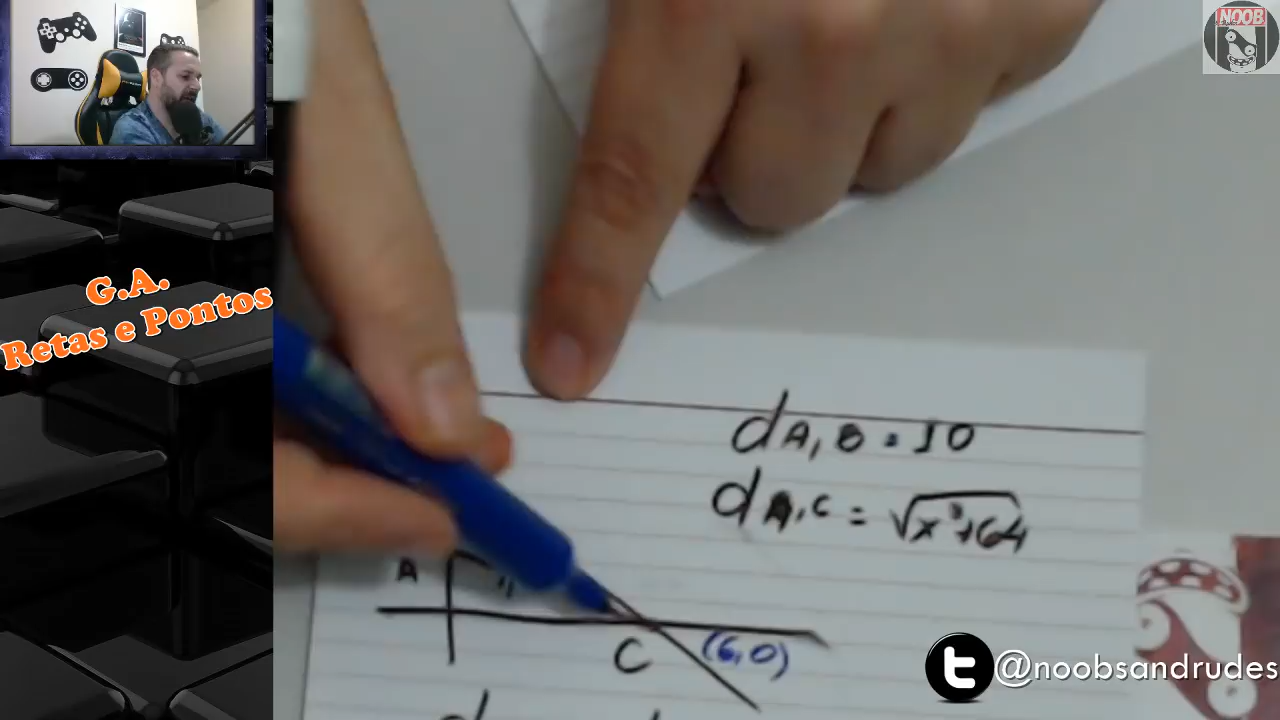 NOOB
G.A.
Retas e Pontos
dA,B = 10
dA,C = √x²+64
A
C (6,0)
@noobsandrudes